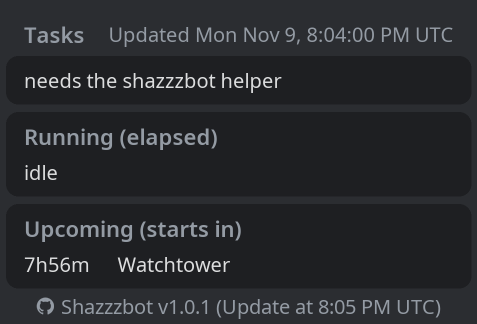 Tasks Updated Mon Nov 9, 8:04:00 PM UTC
needs the shazzzbot helper
Running (elapsed)
idle
Upcoming (starts in)
7h56m Watchtower
Shazzzbot v1.0.1 (Update at 8:05 PM UTC)